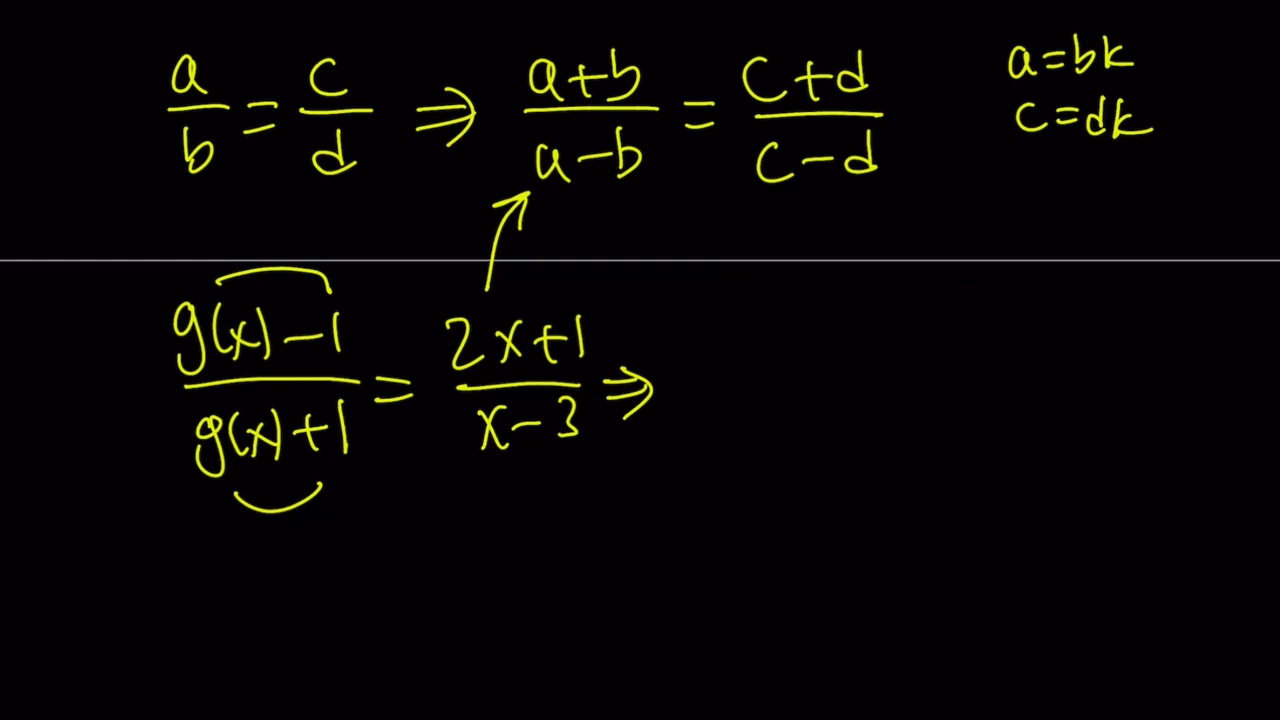 a/b = c/d ⇒ (a+b)/(a-b) = (c+d)/(c-d)
a=bk
c=dk
(g(x)-1)/(g(x)+1) = (2x+1)/(x-3) ⇒